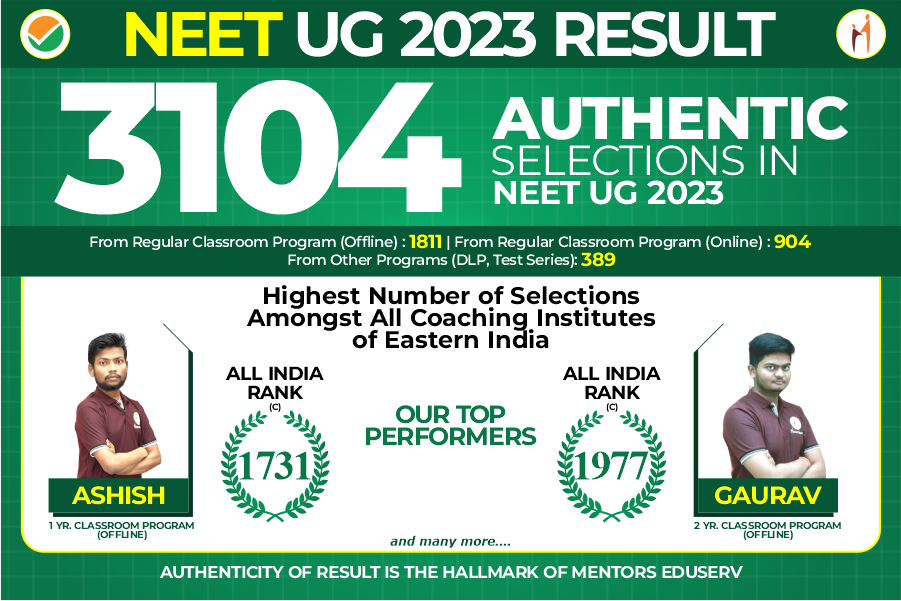 NEET UG 2023 RESULT
3104
AUTHENTIC
SELECTIONS IN
NEET UG 2023
From Regular Classroom Program (Offline) : 1811 | From Regular Classroom Program (Online) : 904
From Other Programs (DLP, Test Series): 389
Highest Number of Selections
Amongst All Coaching Institutes
of Eastern India
ALL INDIA
RANK
(C)
1731
ASHISH
1 YR. CLASSROOM PROGRAM
(OFFLINE)
OUR TOP
PERFORMERS
ALL INDIA
RANK
(C)
1977
GAURAV
2 YR. CLASSROOM PROGRAM
(OFFLINE)
and many more....
AUTHENTICITY OF RESULT IS THE HALLMARK OF MENTORS EDUSERV